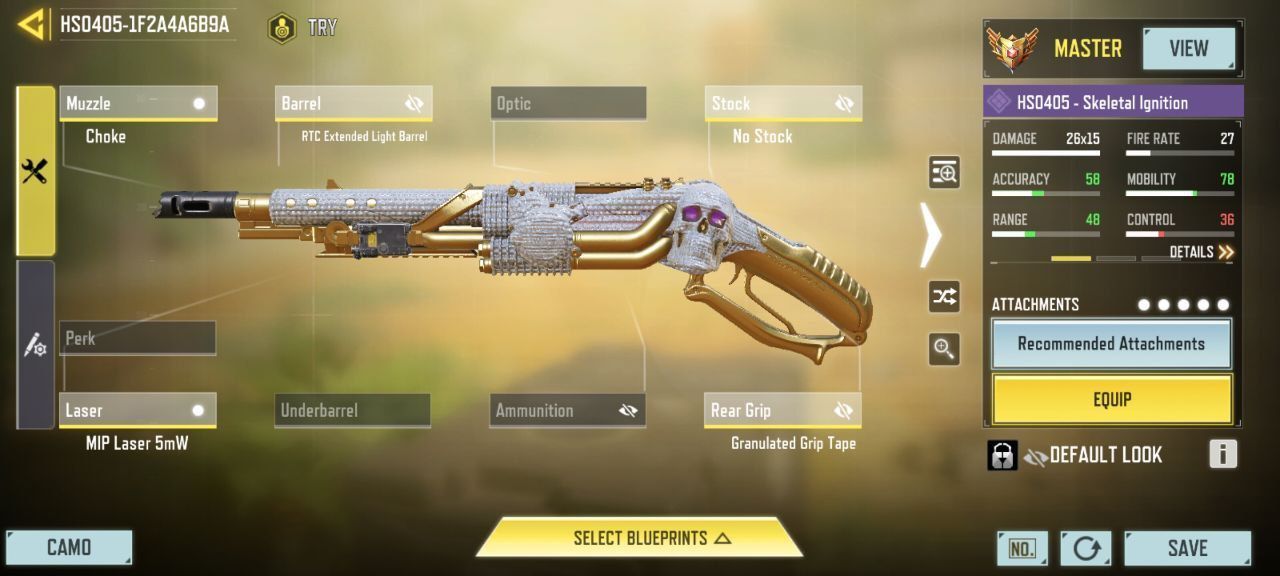 HS0405-1F2A4A6B9A
TRY
MASTER
VIEW
Muzzle
Choke
Barrel
RTC Extended Light Barrel
Optic
Stock
No Stock
HS0405 - Skeletal Ignition
DAMAGE 26x15
FIRE RATE 27
ACCURACY 58
MOBILITY 78
RANGE 48
CONTROL 36
DETAILS
ATTACHMENTS
Recommended Attachments
EQUIP
Perk
Laser
MIP Laser 5mW
Underbarrel
Ammunition
Rear Grip
Granulated Grip Tape
DEFAULT LOOK
i
CAMO
SELECT BLUEPRINTS
NO.
SAVE